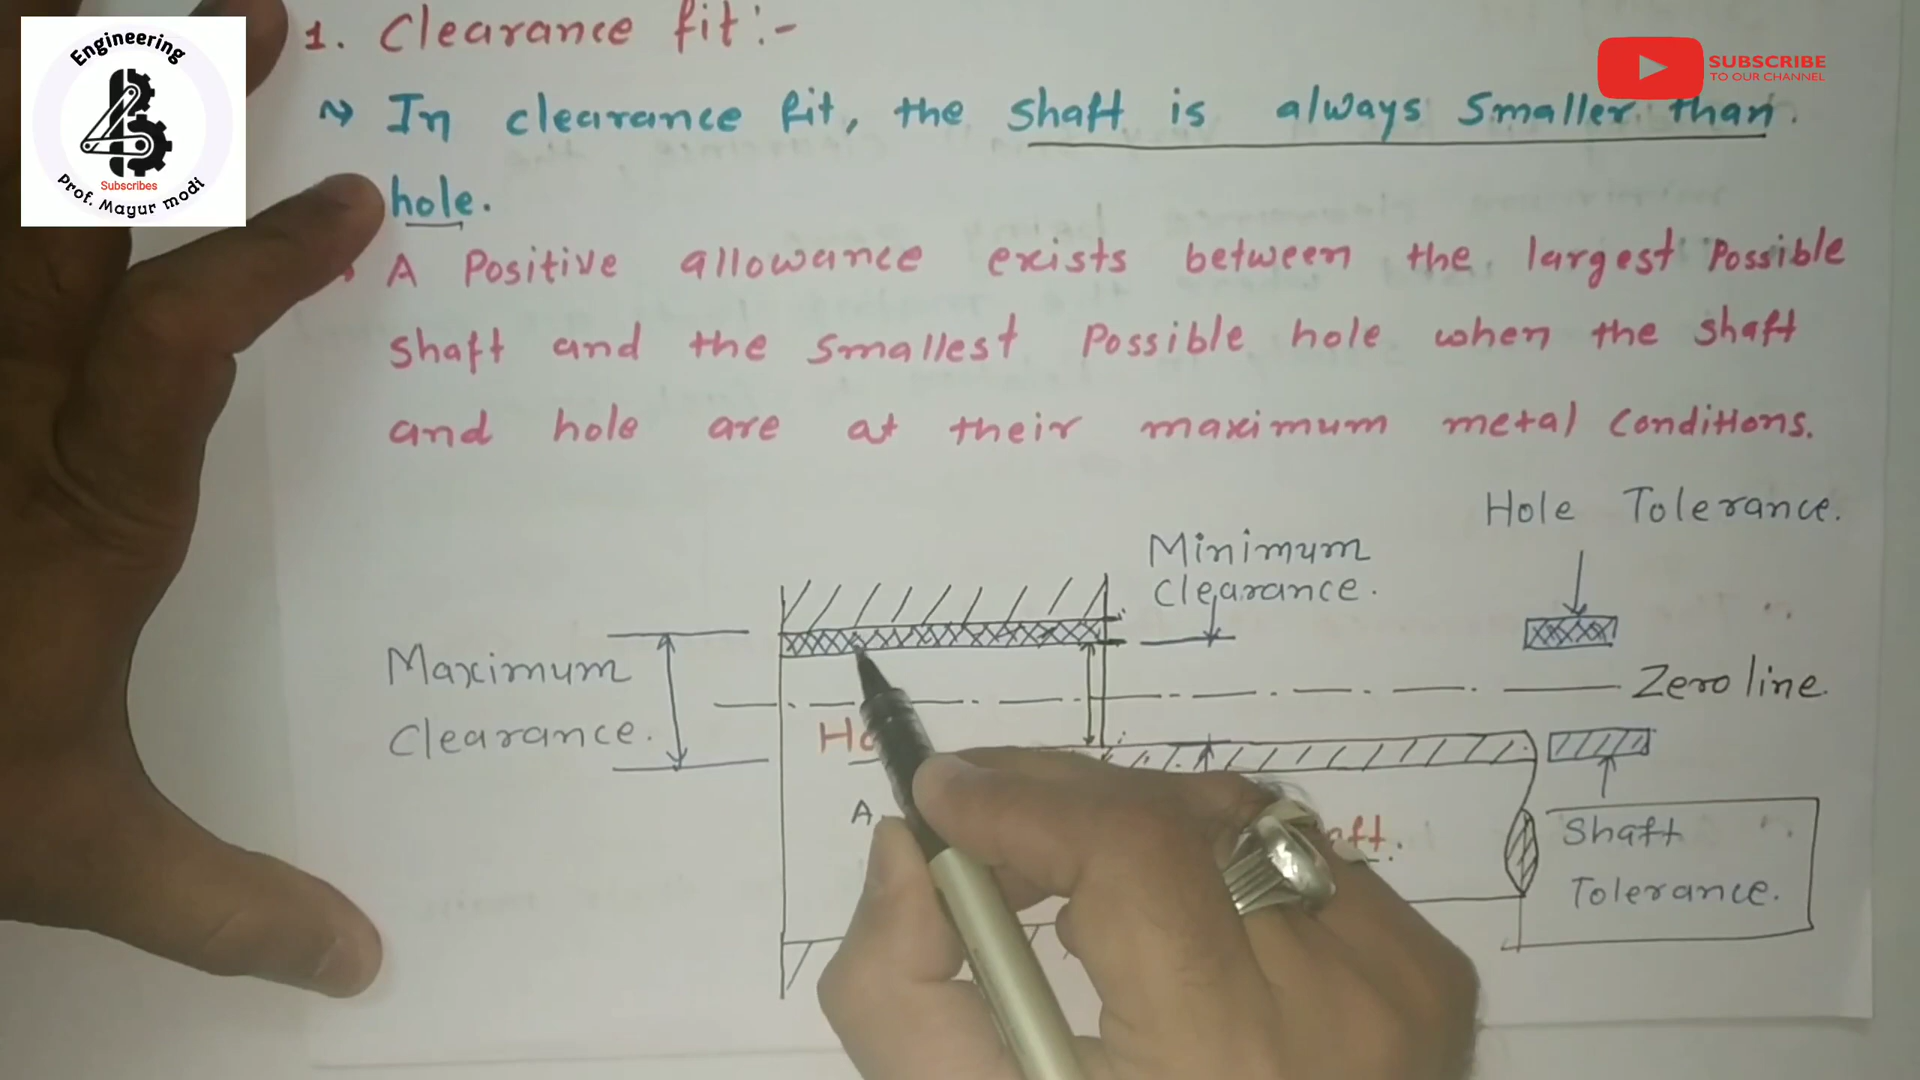 Engineering
Subscribes
Prof. Mayur modi
SUBSCRIBE
TO OUR CHANNEL
1. Clearance fit :-
In clearance fit, the shaft is always smaller than
hole.
A Positive allowance exists between the largest Possible
shaft and the smallest Possible hole when the shaft
and hole are at their maximum metal conditions.
Hole Tolerance.
Minimum
Clearance.
Maximum
Clearance.
Zero line.
A
Shaft
Tolerance.